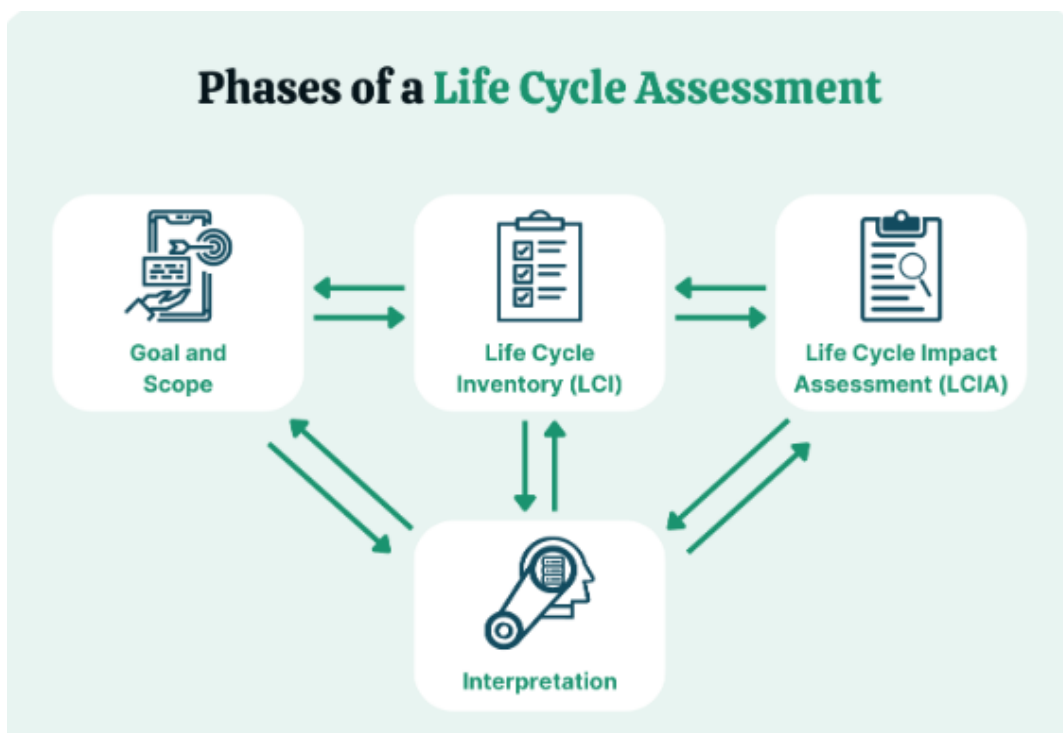 Phases of a Life Cycle Assessment
Goal and
Scope
Life Cycle
Inventory (LCI)
Life Cycle Impact
Assessment (LCIA)
Interpretation